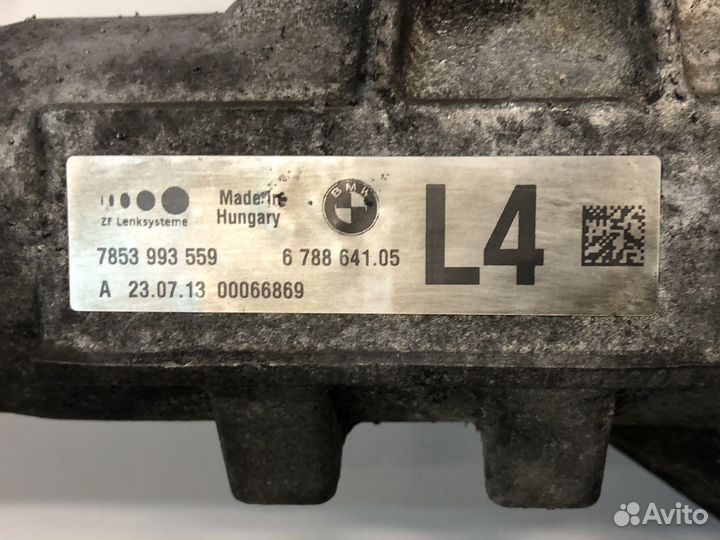 ZF Lenksysteme
Made in
Hungary
BMW
L4
7853 993 559 6 788 641.05
A 23.07.13 00066869
Avito